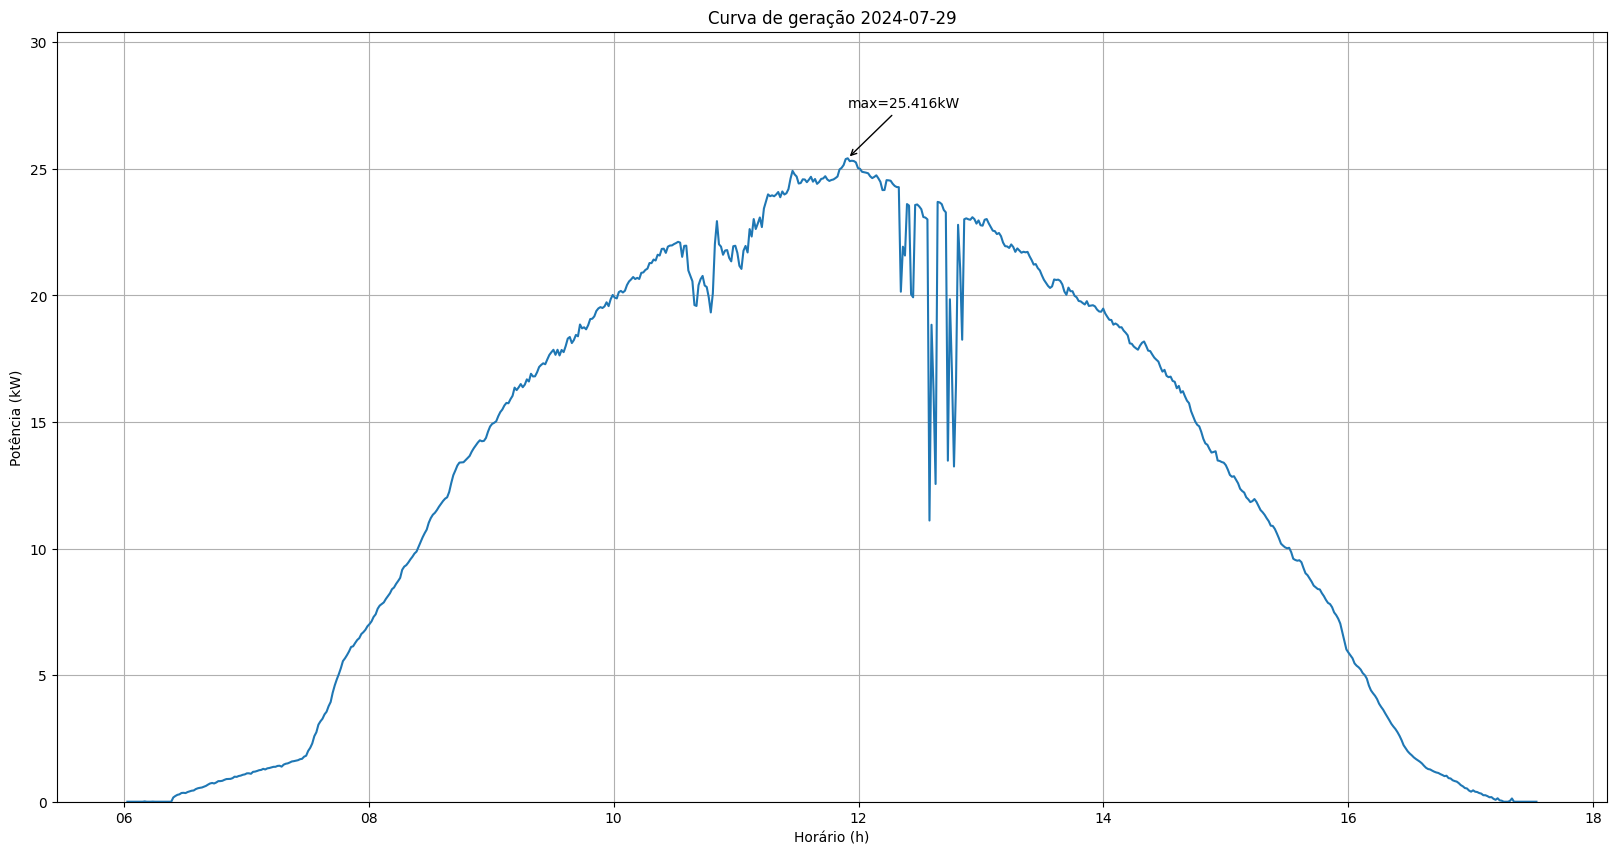 Curva de geração 2024-07-29
30
25
20
15
10
5
0
Potência (kW)
max=25.416kW
06 08 10 12 14 16 18
Horário (h)